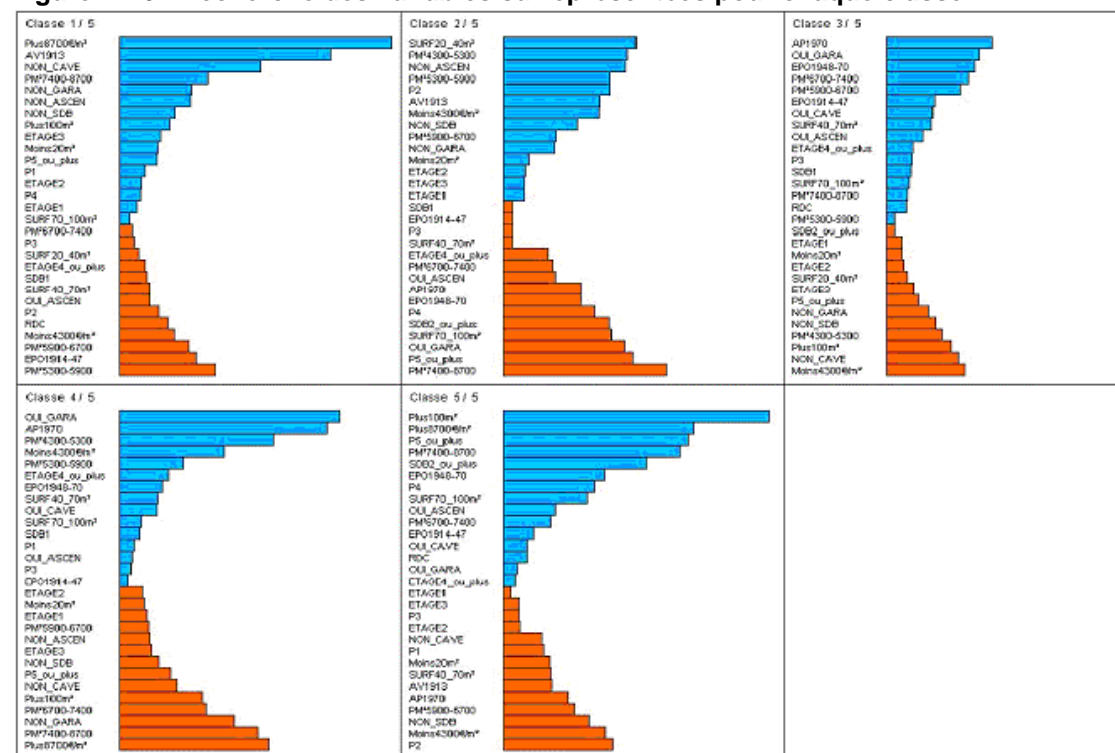 Classe 1 / 5
Plus8700€/m²
AV1913
NON_CAVE
PM²7400-8700
NON_GARA
NON_ASCEN
NON_SDB
Plus100m²
ETAGE3
Moins20m²
P5_ou_plus
P1
ETAGE2
P4
ETAGE1
SURF70_100m²
PM²6700-7400
P3
SURF20_40m²
ETAGE4_ou_plus
SDB1
SURF40_70m²
OUI_ASCEN
P2
RDC
Moins4300€/m²
PM²5900-6700
EPO1914-47
PM²5300-5900
Classe 2 / 5
SURF20_40m²
PM²4300-5300
NON_ASCEN
PM²5300-5900
P2
AV1913
Moins4300€/m²
NON_SDB
PM²5900-6700
NON_GARA
Moins20m²
ETAGE2
ETAGE3
ETAGE1
SDB1
EPO1914-47
P3
SURF40_70m²
ETAGE4_ou_plus
PM²6700-7400
OUI_ASCEN
AP1970
EPO1948-70
P4
SDB2_ou_plus
SURF70_100m²
OUI_GARA
P5_ou_plus
PM²7400-8700
Classe 3 / 5
AP1970
OUI_GARA
EPO1948-70
PM²6700-7400
PM²5900-6700
EPO1914-47
OUI_CAVE
SURF40_70m²
OUI_ASCEN
ETAGE4_ou_plus
P3
SDB1
SURF70_100m²
PM²7400-8700
RDC
PM²5300-5900
SDB2_ou_plus
ETAGE1
Moins20m²
ETAGE2
SURF20_40m²
ETAGE3
P5_ou_plus
NON_GARA
NON_SDB
PM²4300-5300
Plus100m²
NON_CAVE
Moins4300€/m²
Classe 4 / 5
OUI_GARA
AP1970
PM²4300-5300
Moins4300€/m²
PM²5300-5900
ETAGE4_ou_plus
EPO1948-70
SURF40_70m²
OUI_CAVE
SURF70_100m²
SDB1
P1
OUI_ASCEN
P3
EPO1914-47
ETAGE2
Moins20m²
ETAGE1
PM²5900-6700
NON_ASCEN
ETAGE3
NON_SDB
P5_ou_plus
NON_CAVE
Plus100m²
PM²6700-7400
NON_GARA
PM²7400-8700
Plus8700€/m²
Classe 5 / 5
Plus100m²
Plus8700€/m²
P5_ou_plus
PM²7400-8700
SDB2_ou_plus
EPO1948-70
P4
SURF70_100m²
OUI_ASCEN
PM²6700-7400
EPO1914-47
OUI_CAVE
RDC
OUI_GARA
ETAGE4_ou_plus
ETAGE1
ETAGE3
P3
ETAGE2
NON_CAVE
P1
Moins20m²
SURF40_70m²
AV1913
AP1970
PM²5900-6700
NON_SDB
Moins4300€/m²
P2